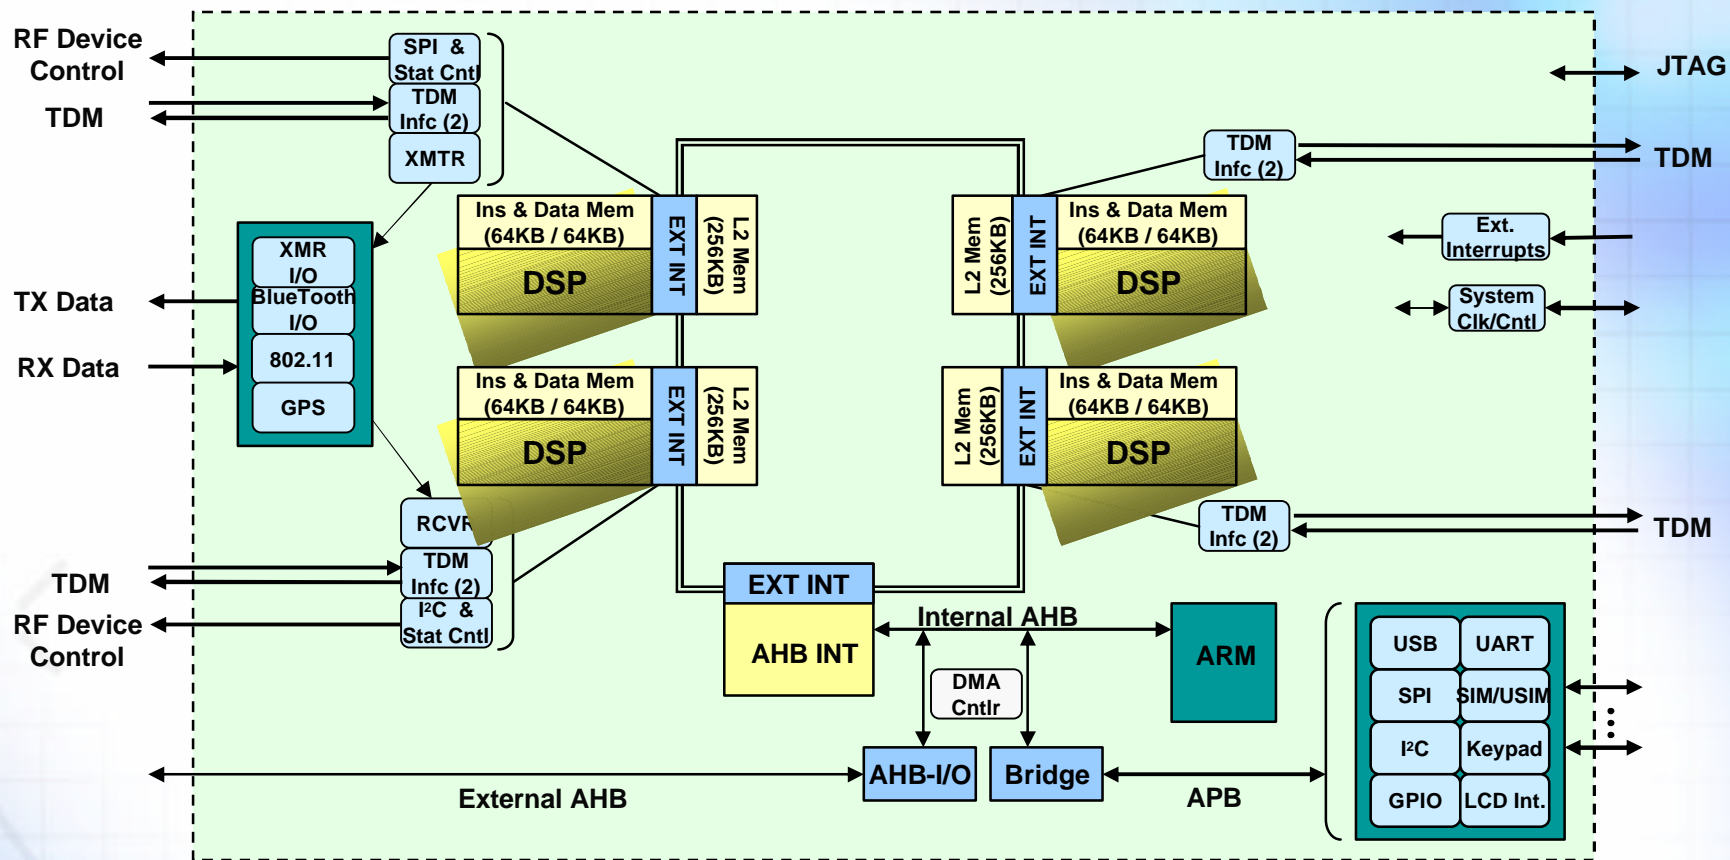 RF Device
Control
TDM
TX Data
RX Data
TDM
RF Device
Control
SPI &
Stat Cntl
TDM
Infc (2)
XMTR
XMR
I/O
BlueTooth
I/O
802.11
GPS
RCVR
TDM
Infc (2)
I²C &
Stat Cntl
Ins & Data Mem
(64KB / 64KB)
DSP
EXT INT
L2 Mem
(256KB)
Ins & Data Mem
(64KB / 64KB)
DSP
EXT INT
L2 Mem
(256KB)
L2 Mem
(256KB)
EXT INT
Ins & Data Mem
(64KB / 64KB)
DSP
L2 Mem
(256KB)
EXT INT
Ins & Data Mem
(64KB / 64KB)
DSP
TDM
Infc (2)
Ext.
Interrupts
System
Clk/Cntl
TDM
Infc (2)
JTAG
TDM
TDM
EXT INT
AHB INT
Internal AHB
ARM
DMA
Cntlr
AHB-I/O
Bridge
External AHB
APB
USB
UART
SPI
SIM/USIM
I²C
Keypad
GPIO
LCD Int.